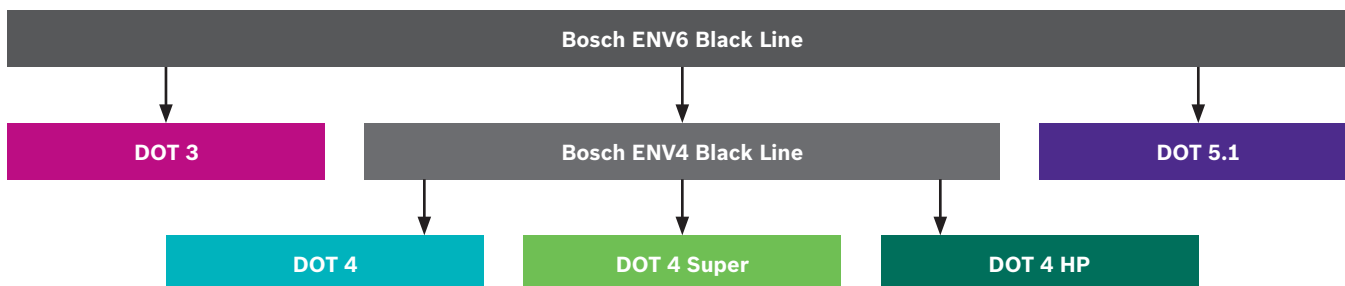 Bosch ENV6 Black Line
DOT 3
Bosch ENV4 Black Line
DOT 5.1
DOT 4
DOT 4 Super
DOT 4 HP